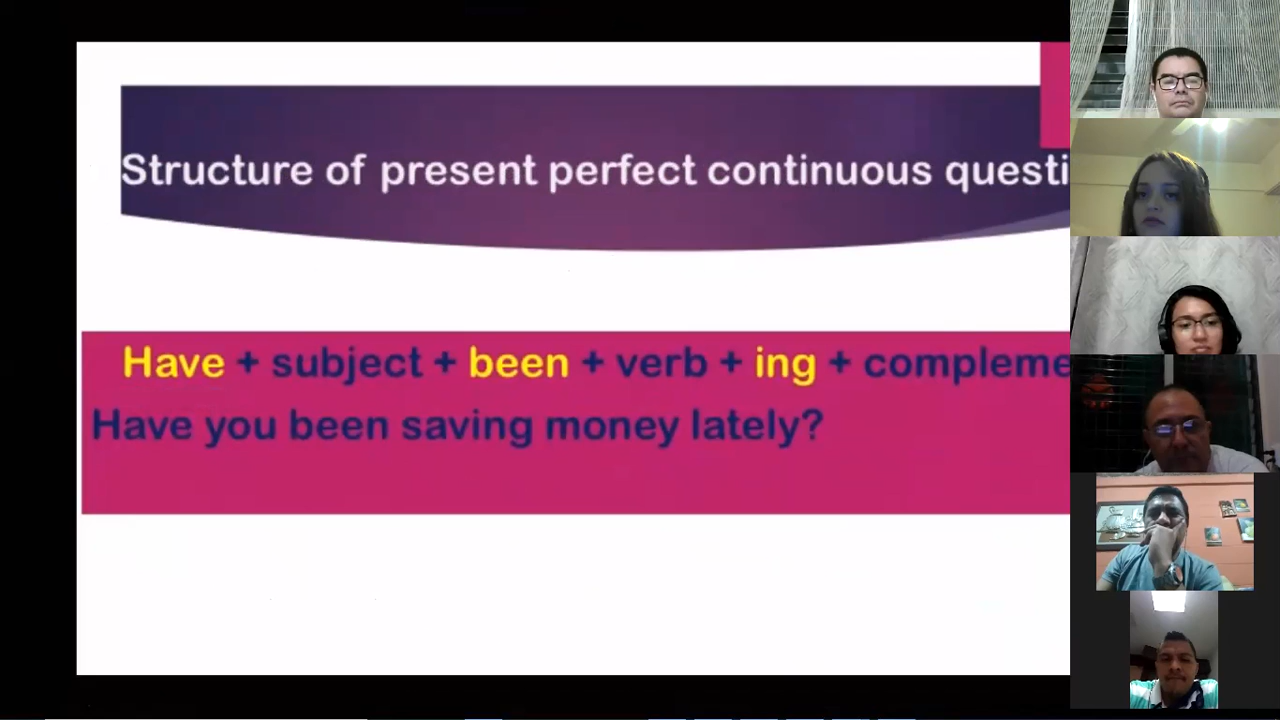 Structure of present perfect continuous questi
Have + subject + been + verb + ing + compleme
Have you been saving money lately?